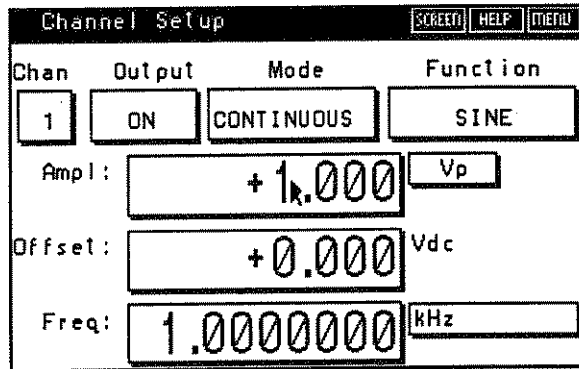 Channel Setup SCREEN HELP MENU
Chan Output Mode Function
1 ON CONTINUOUS SINE
Ampl: +1.000 Vp
Offset: +0.000 Vdc
Freq: 1.0000000 kHz